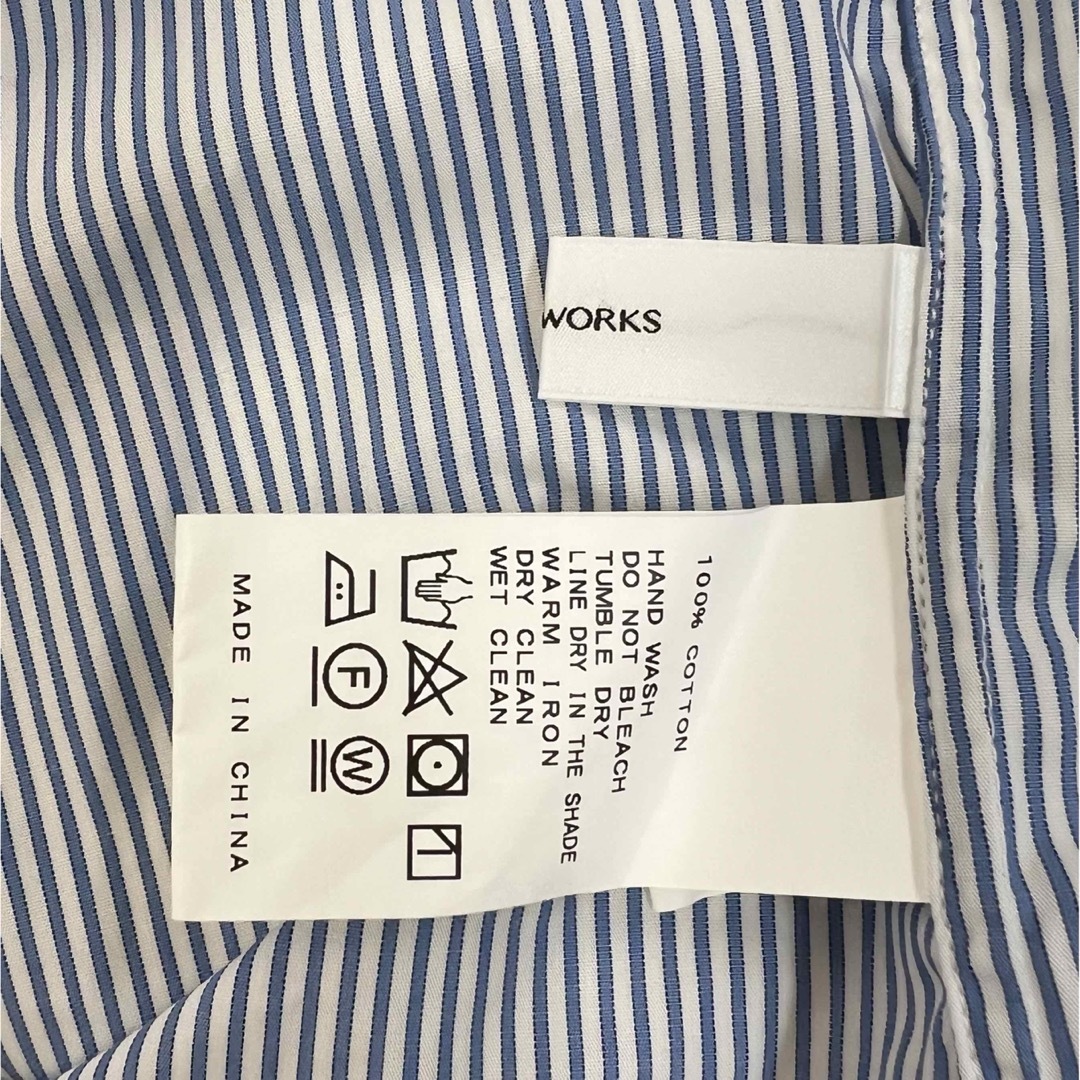 WORKS
100% COTTON
HAND WASH
DO NOT BLEACH
TUMBLE DRY
LINE DRY IN THE SHADE
WARM IRON
DRY CLEAN
WET CLEAN
F
W
MADE IN CHINA